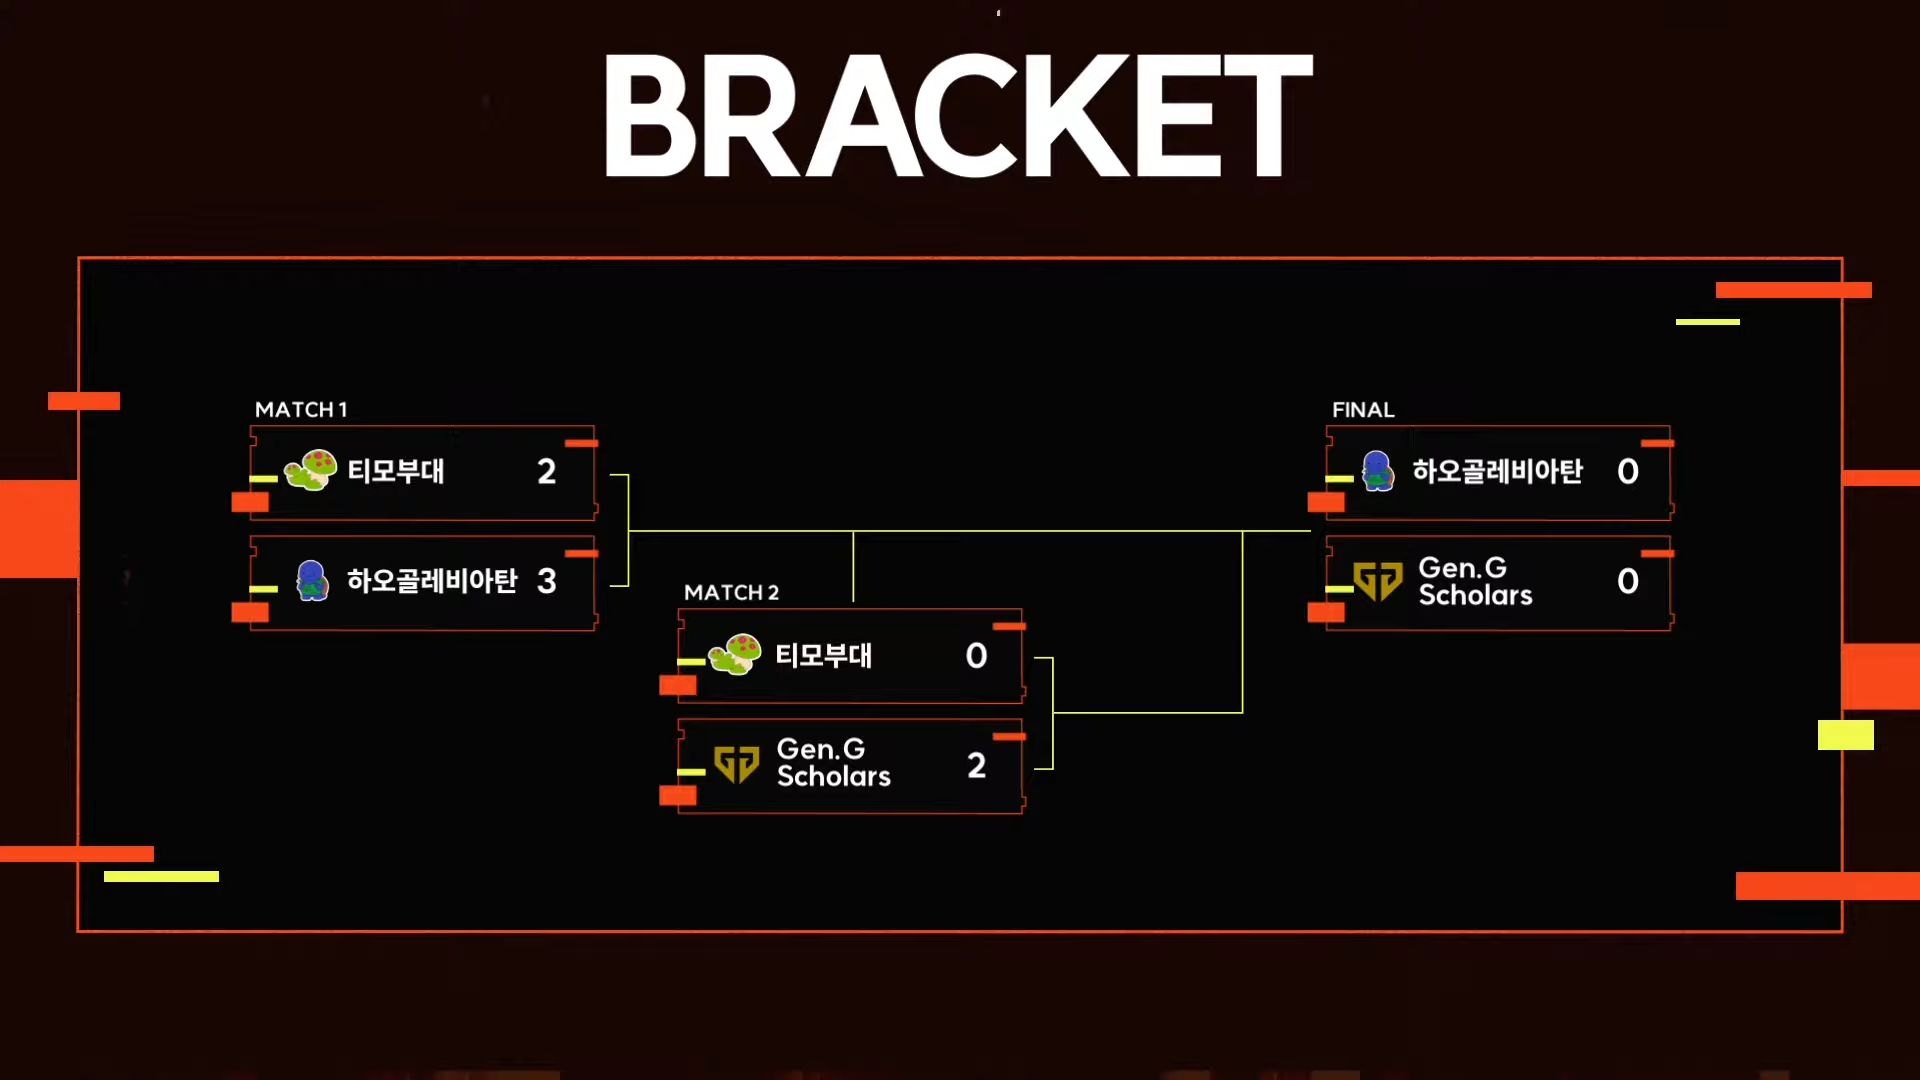 BRACKET
MATCH 1
티모부대 2
하오골레비아탄 3
MATCH 2
티모부대 0
Gen.G
Scholars 2
FINAL
하오골레비아탄 0
Gen.G
Scholars 0